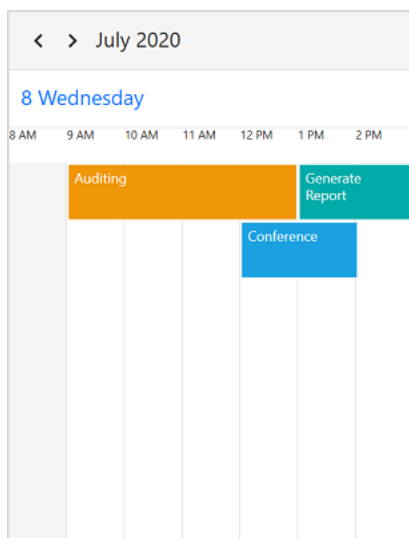 July 2020
8 Wednesday
8 AM 9 AM 10 AM 11 AM 12 PM 1 PM 2 PM
Auditing
Generate
Report
Conference